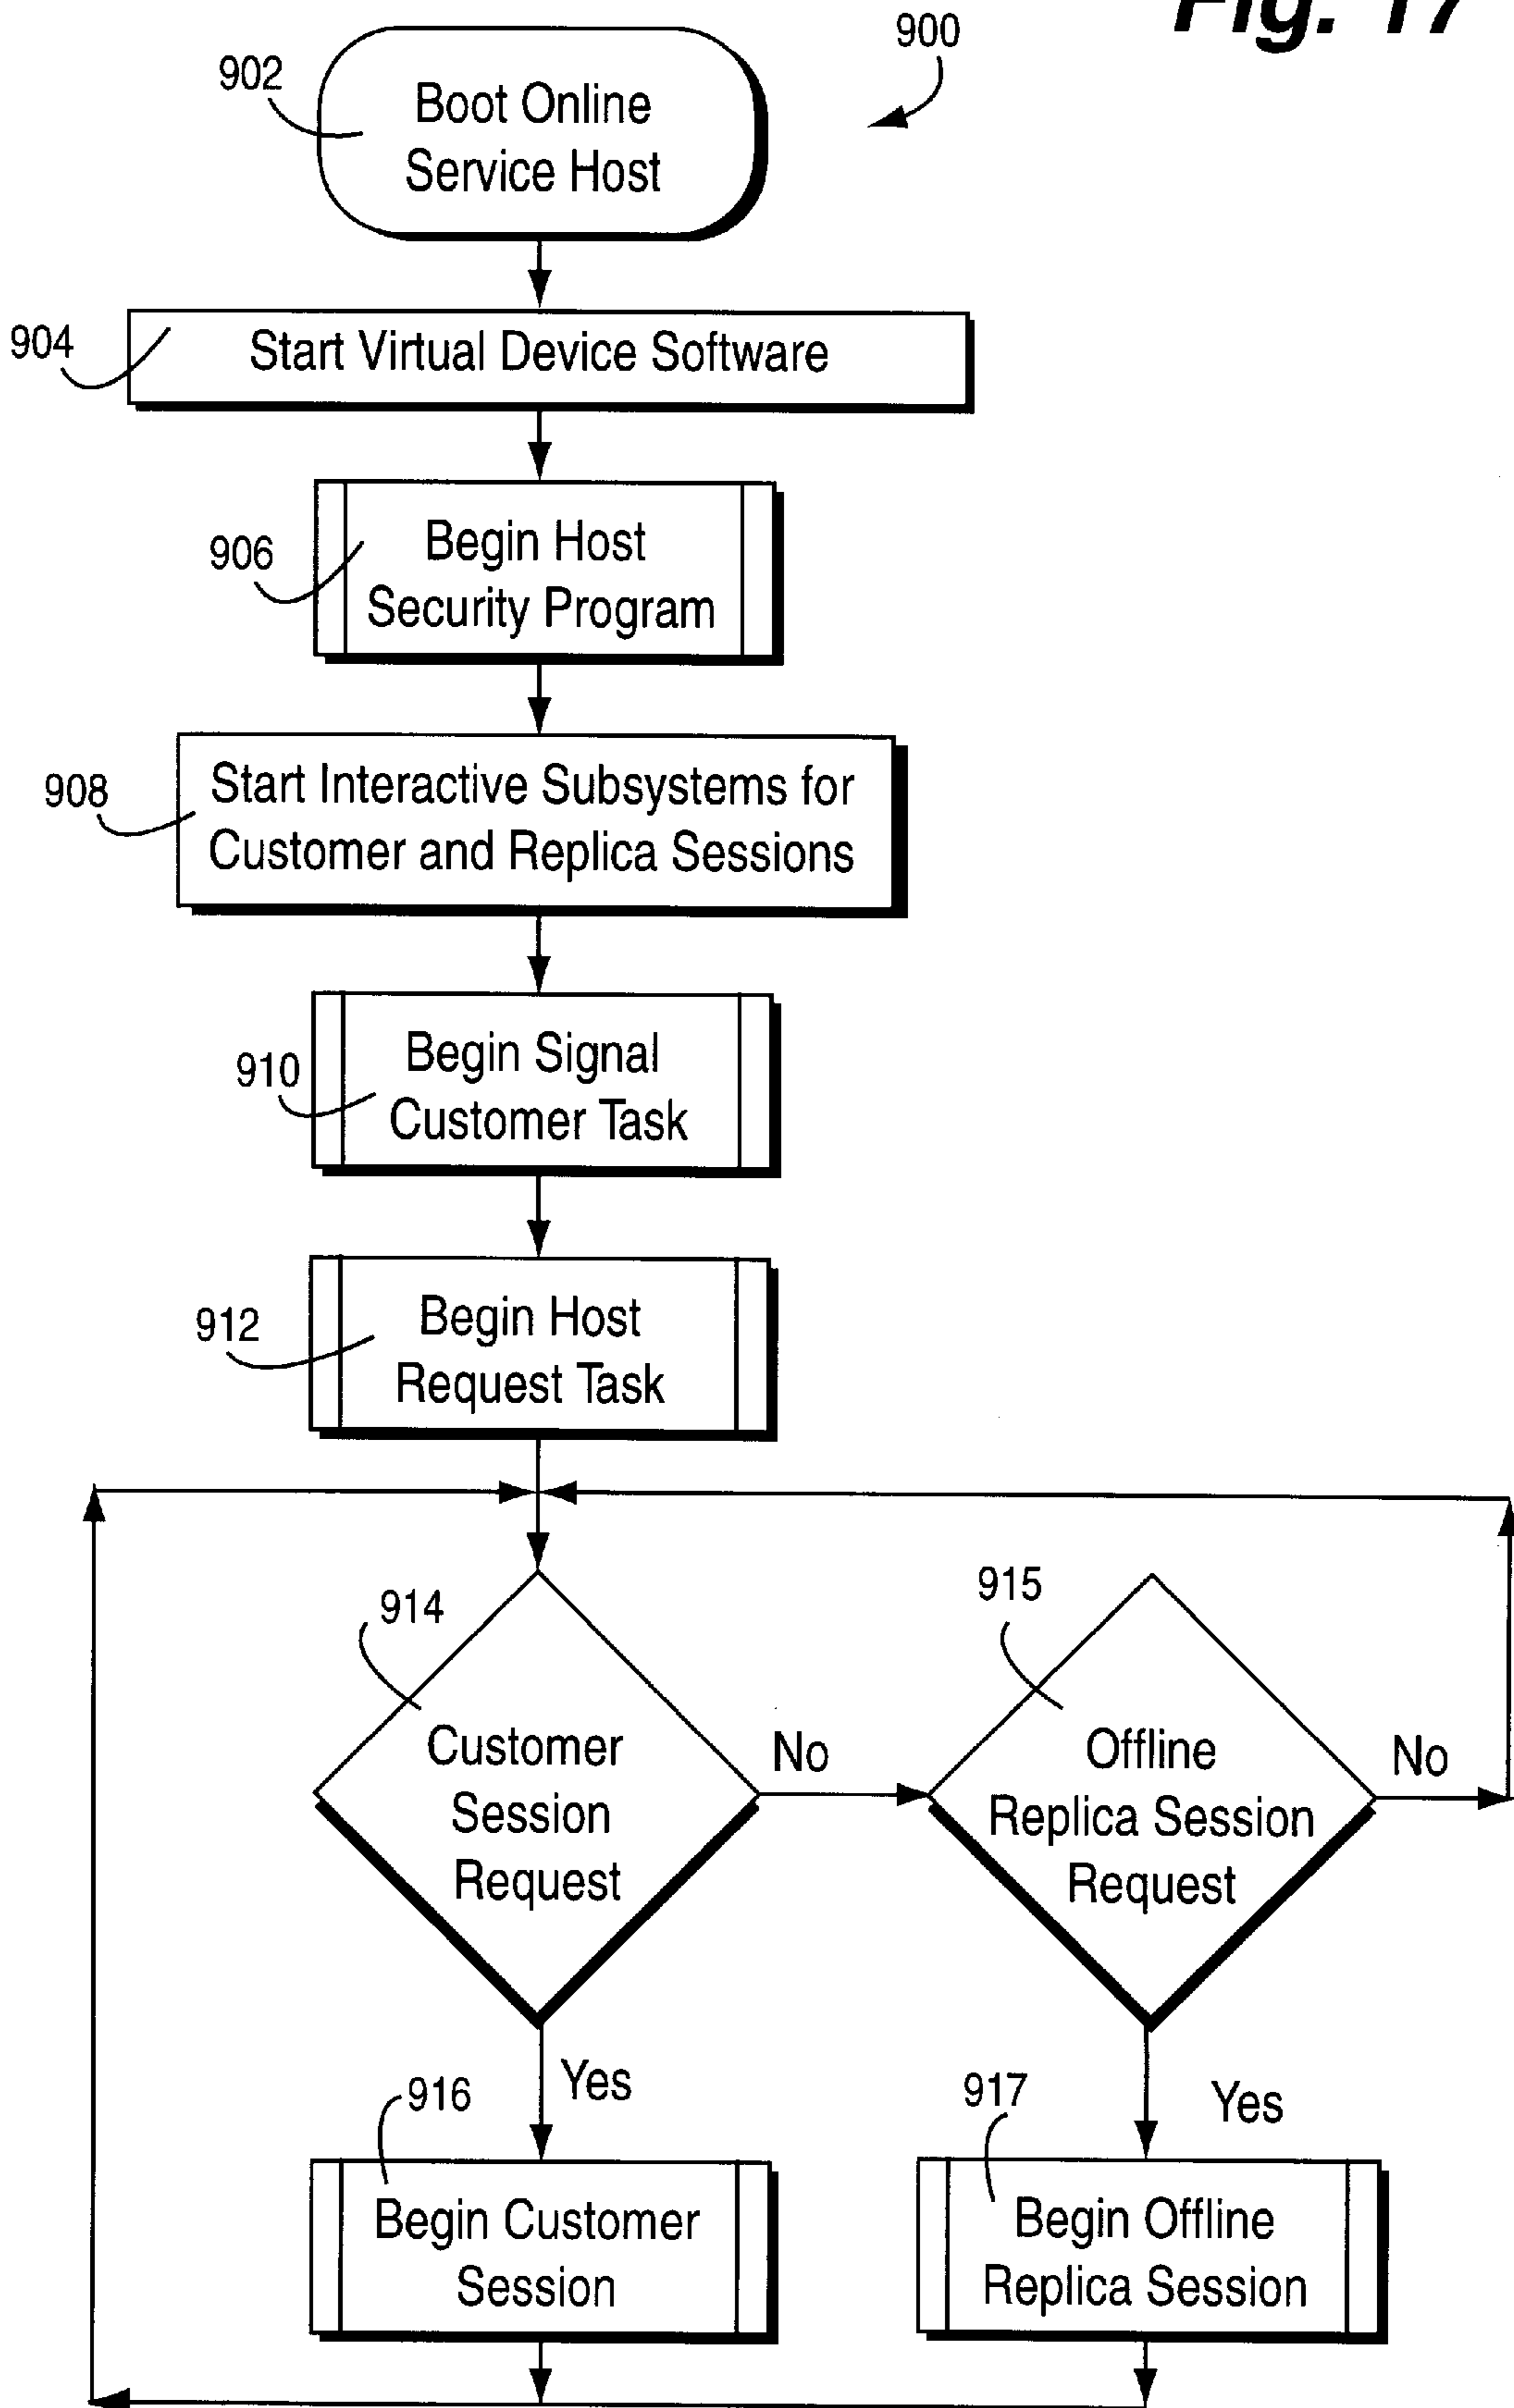 Fig. 17
900
902
Boot Online
Service Host
904
Start Virtual Device Software
906
Begin Host
Security Program
908
Start Interactive Subsystems for
Customer and Replica Sessions
910
Begin Signal
Customer Task
912
Begin Host
Request Task
914
Customer
Session
Request
No
915
Offline
Replica Session
Request
No
Yes
916
Begin Customer
Session
Yes
917
Begin Offline
Replica Session